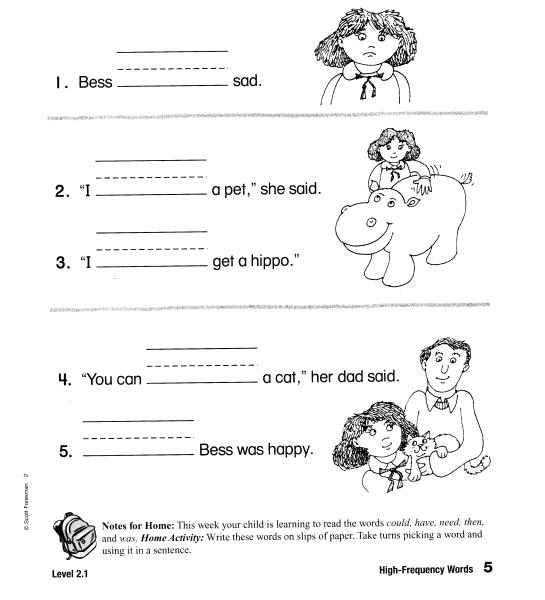 1. Bess ____________ sad.
2. "I ____________ a pet," she said.
3. "I ____________ get a hippo."
4. "You can ____________ a cat," her dad said.
5. ____________ Bess was happy.
© Scott Foresman 2
Notes for Home: This week your child is learning to read the words could, have, need, then,
and was. Home Activity: Write these words on slips of paper. Take turns picking a word and
using it in a sentence.
Level 2.1
High-Frequency Words 5